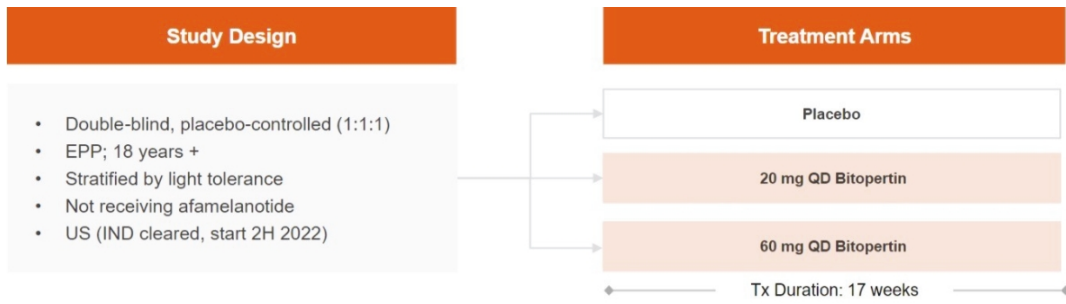 Study Design
• Double-blind, placebo-controlled (1:1:1)
• EPP; 18 years +
• Stratified by light tolerance
• Not receiving afamelanotide
• US (IND cleared, start 2H 2022)
Treatment Arms
Placebo
20 mg QD Bitopertin
60 mg QD Bitopertin
Tx Duration: 17 weeks